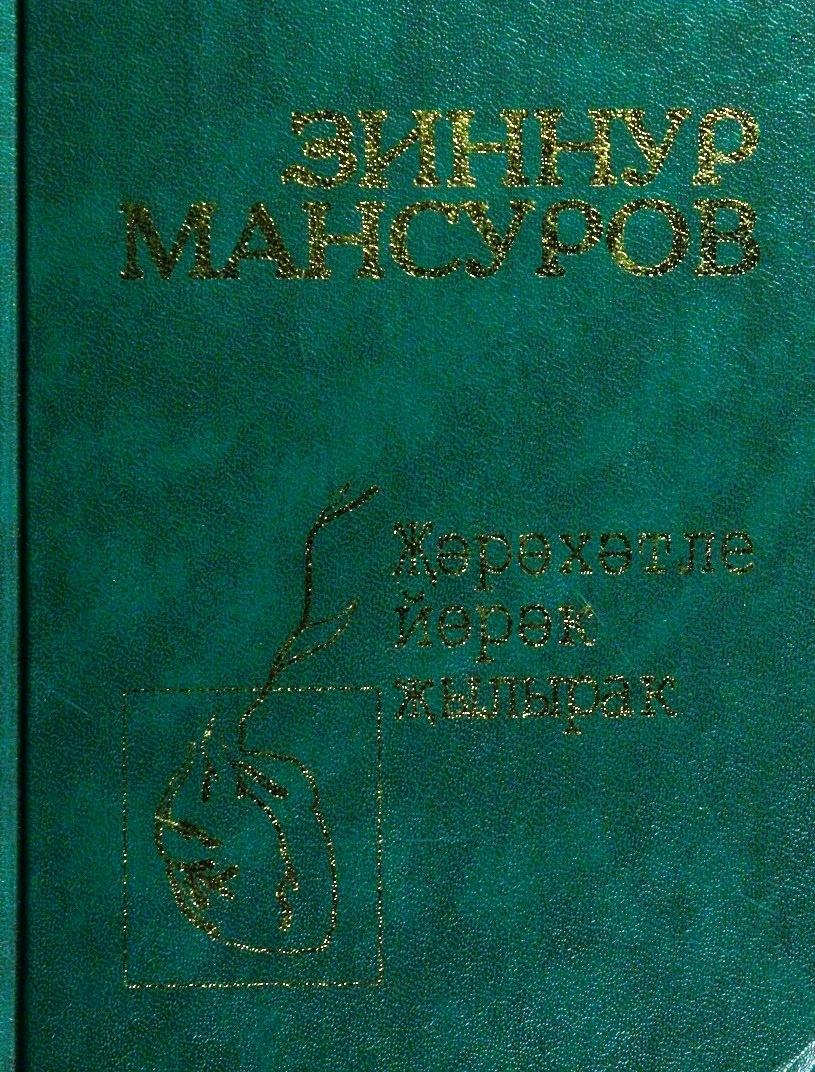 ЗИННУР
МАНСУРОВ
Җәрәхәтле
йөрәк
җылырак